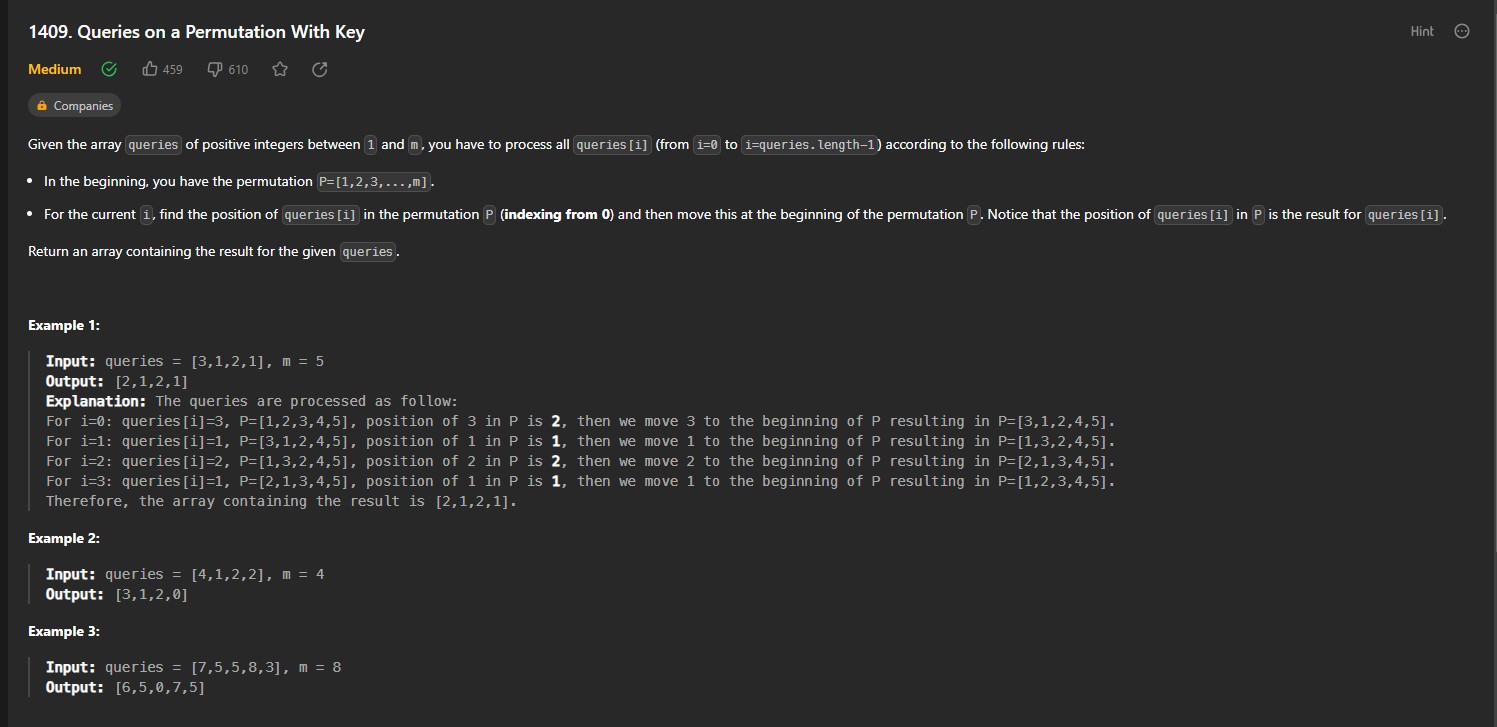 1409. Queries on a Permutation With Key
Hint
Medium 459 610
Companies
Given the array queries of positive integers between 1 and m, you have to process all queries[i] (from i=0 to i=queries.length-1) according to the following rules:
• In the beginning, you have the permutation P=[1,2,3,...,m].
• For the current i, find the position of queries[i] in the permutation P (indexing from 0) and then move this at the beginning of the permutation P. Notice that the position of queries[i] in P is the result for queries[i].
Return an array containing the result for the given queries.
Example 1:
Input: queries = [3,1,2,1], m = 5
Output: [2,1,2,1]
Explanation: The queries are processed as follow:
For i=0: queries[i]=3, P=[1,2,3,4,5], position of 3 in P is 2, then we move 3 to the beginning of P resulting in P=[3,1,2,4,5].
For i=1: queries[i]=1, P=[3,1,2,4,5], position of 1 in P is 1, then we move 1 to the beginning of P resulting in P=[1,3,2,4,5].
For i=2: queries[i]=2, P=[1,3,2,4,5], position of 2 in P is 2, then we move 2 to the beginning of P resulting in P=[2,1,3,4,5].
For i=3: queries[i]=1, P=[2,1,3,4,5], position of 1 in P is 1, then we move 1 to the beginning of P resulting in P=[1,2,3,4,5].
Therefore, the array containing the result is [2,1,2,1].
Example 2:
Input: queries = [4,1,2,2], m = 4
Output: [3,1,2,0]
Example 3:
Input: queries = [7,5,5,8,3], m = 8
Output: [6,5,0,7,5]